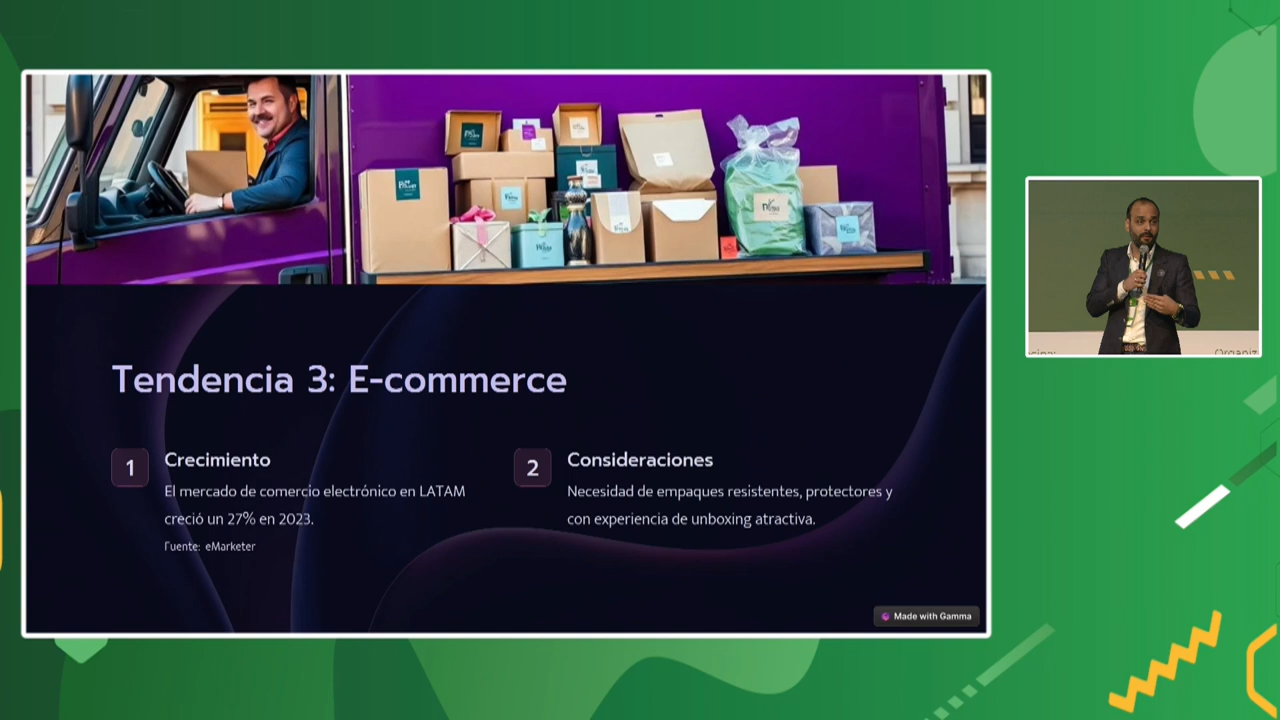 Tendencia 3: E-commerce
1
Crecimiento
El mercado de comercio electrónico en LATAM
creció un 27% en 2023.
Fuente: eMarketer
2
Consideraciones
Necesidad de empaques resistentes, protectores y
con experiencia de unboxing atractiva.
Made with Gamma
Organiz